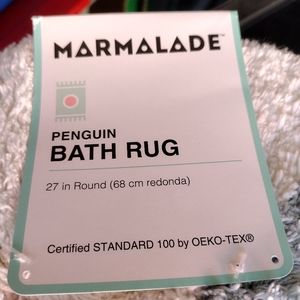 MARMALADE™
PENGUIN
BATH RUG
27 in Round (68 cm redonda)
Certified STANDARD 100 by OEKO-TEX®